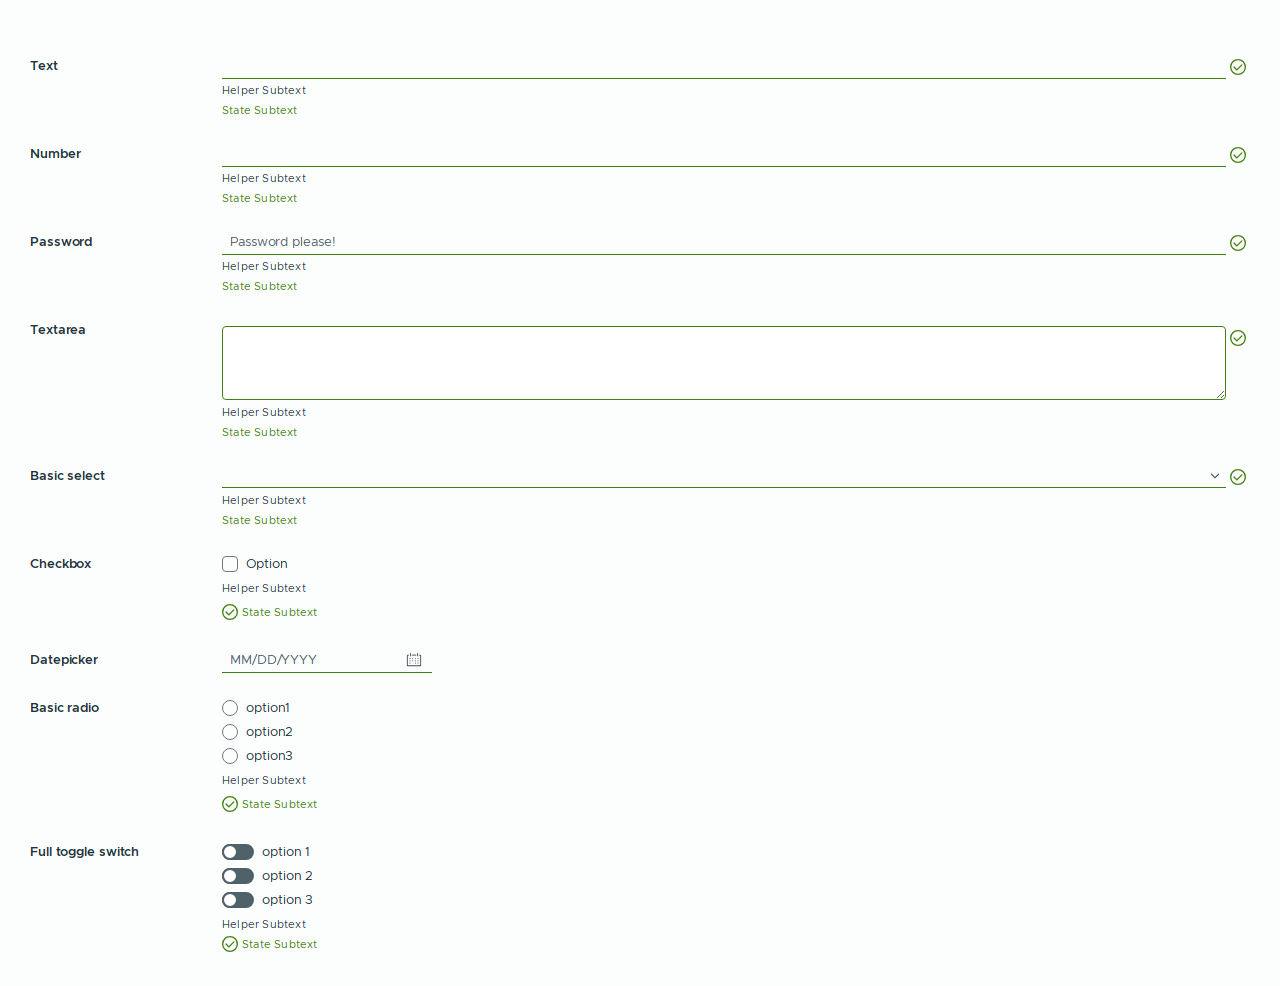 Text
Helper Subtext
State Subtext
Number
Helper Subtext
State Subtext
Password
Password please!
Helper Subtext
State Subtext
Textarea
Helper Subtext
State Subtext
Basic select
Helper Subtext
State Subtext
Checkbox
Option
Helper Subtext
State Subtext
Datepicker
MM/DD/YYYY
Basic radio
option1
option2
option3
Helper Subtext
State Subtext
Full toggle switch
option 1
option 2
option 3
Helper Subtext
State Subtext